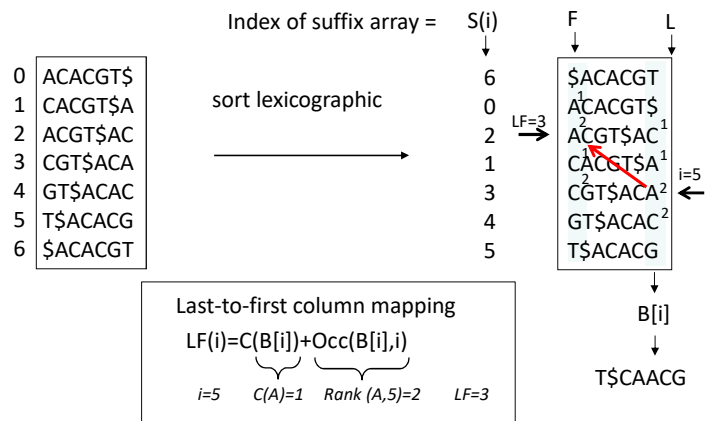 Index of suffix array = S(i) F L
0 ACACGT$ 6 $ACACGT
1 CACGT$A sort lexicographic 0 A¹CACGT$
2 ACGT$AC 2 LF=3 A²CGT$AC¹
3 CGT$ACA 1 C¹ACGT$A¹
i=5
4 GT$ACAC 3 C²GT$ACA²
5 T$ACACG 4 GT$ACAC²
6 $ACACGT 5 T$ACACG
Last-to-first column mapping
B[i]
LF(i)=C(B[i])+Occ(B[i],i)
T$CAACG
i=5 C(A)=1 Rank (A,5)=2 LF=3